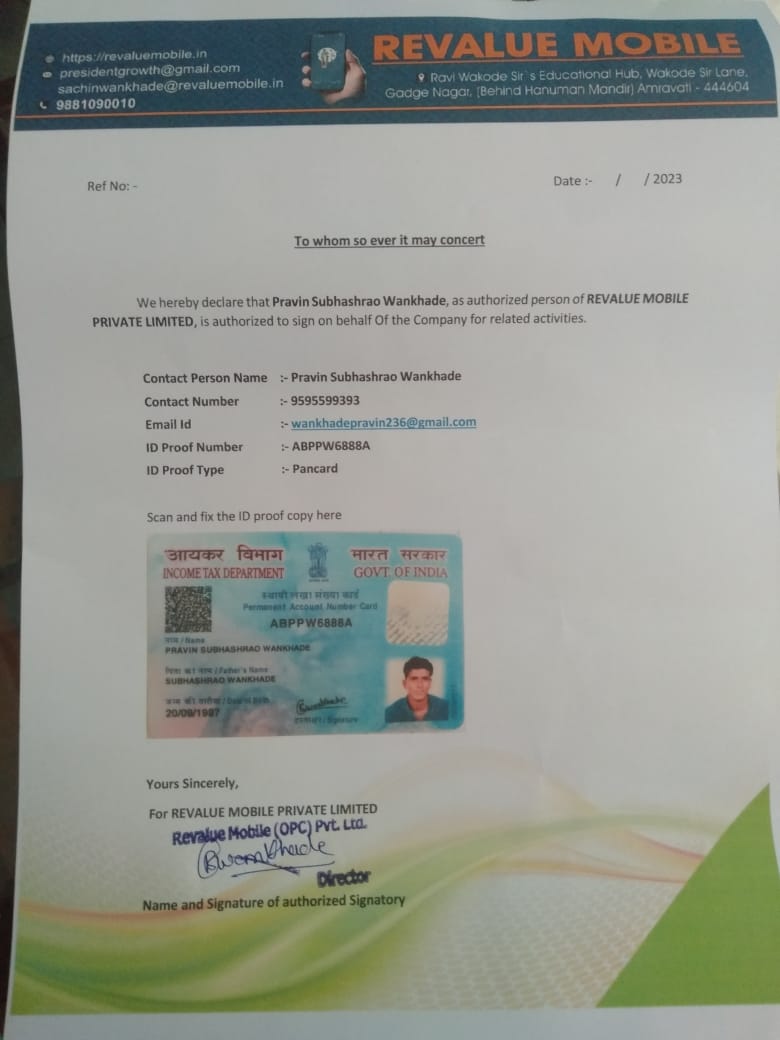 https://revaluemobile.in
presidentgrowth@gmail.com
sachinwankhade@revaluemobile.in
9881090010
REVALUE MOBILE
Ravi Wakode Sir`s Educational Hub, Wakode Sir Lane,
Gadge Nagar, (Behind Hanuman Mandir) Amravati - 444604
Ref No: -
Date :- / / 2023
To whom so ever it may concert
We hereby declare that Pravin Subhashrao Wankhade, as authorized person of REVALUE MOBILE
PRIVATE LIMITED, is authorized to sign on behalf Of the Company for related activities.
Contact Person Name :- Pravin Subhashrao Wankhade
Contact Number :- 9595599393
Email Id :- wankhadepravin236@gmail.com
ID Proof Number :- ABPPW6888A
ID Proof Type :- Pancard
Scan and fix the ID proof copy here
आयकर विभाग भारत सरकार
INCOME TAX DEPARTMENT GOVT. OF INDIA
स्थायी लेखा संख्या कार्ड
Permanent Account Number Card
ABPPW6888A
नाम / Name
PRAVIN SUBHASHRAO WANKHADE
पिता का नाम / Father's Name
SUBHASHRAO WANKHADE
जन्म की तारीख / Date of Birth
20/09/1987
हस्ताक्षर / Signature
Yours Sincerely,
For REVALUE MOBILE PRIVATE LIMITED
Revalue Mobile (OPC) Pvt. Ltd.
Director
Name and Signature of authorized Signatory